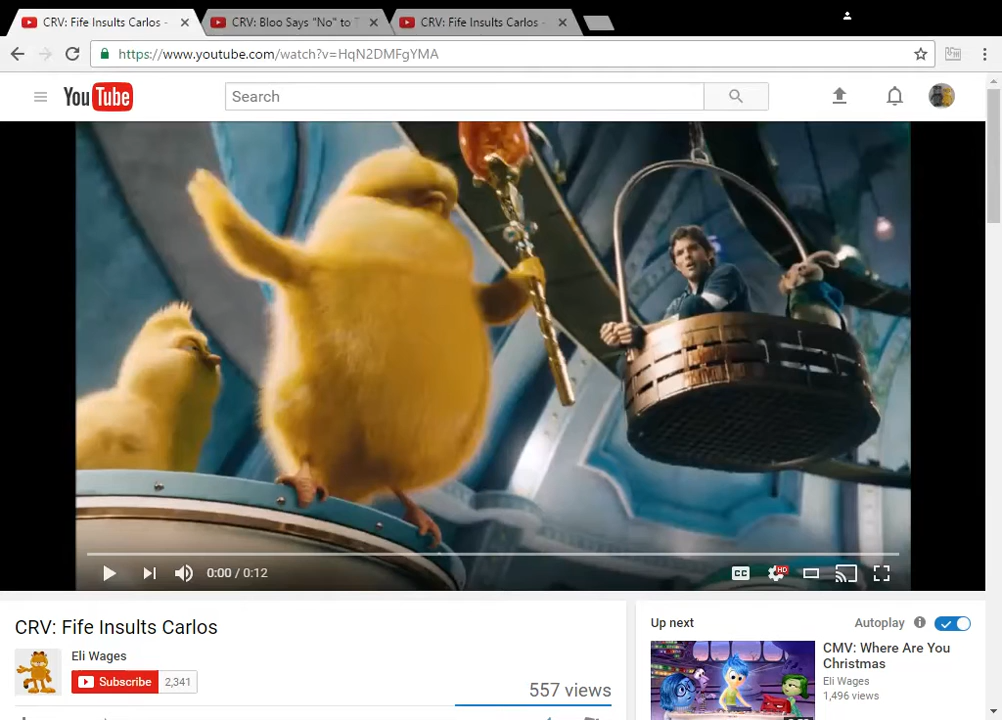 CRV: Fife Insults Carlos -
CRV: Bloo Says "No" to T
CRV: Fife Insults Carlos -
https://www.youtube.com/watch?v=HqN2DMFgYMA
YouTube
Search
0:00 / 0:12
CC
HD
CRV: Fife Insults Carlos
Eli Wages
Subscribe 2,341
557 views
Up next
Autoplay
CMV: Where Are You
Christmas
Eli Wages
1,496 views